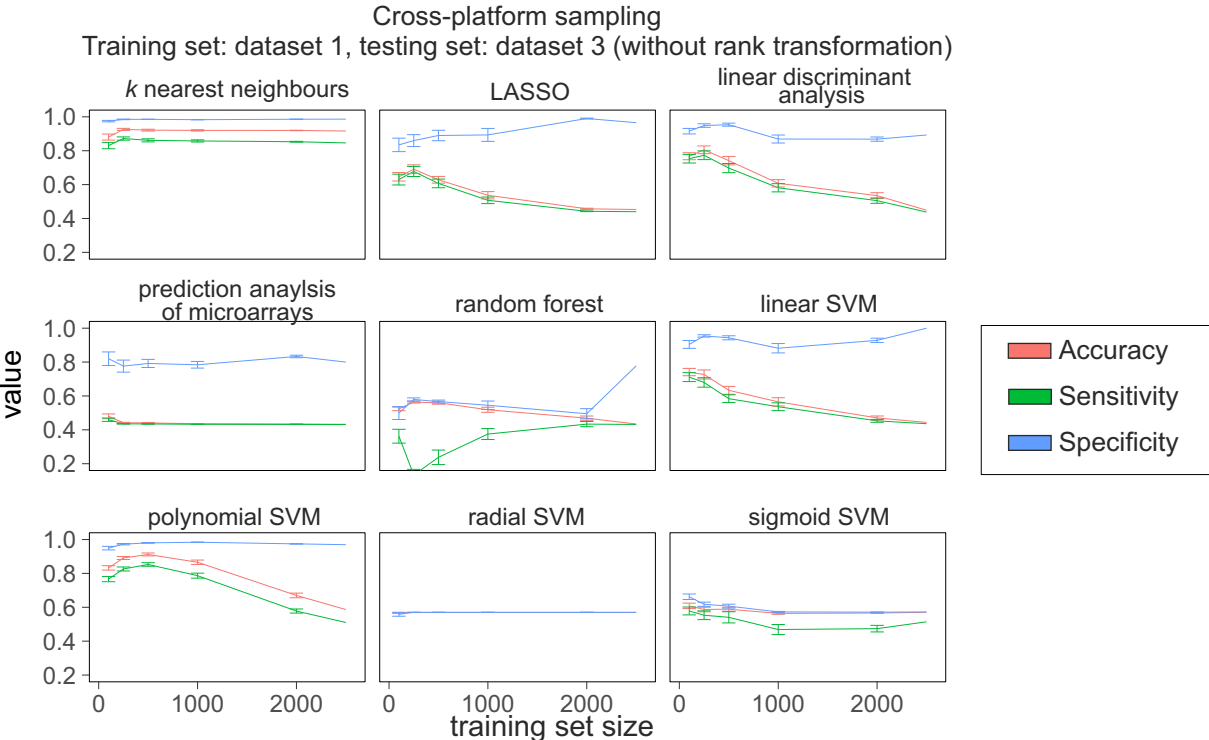 Cross-platform sampling
Training set: dataset 1, testing set: dataset 3 (without rank transformation)
k nearest neighbours
LASSO
linear discriminant
analysis
1.0
0.8
0.6
0.4
0.2
prediction anaylsis
of microarrays
random forest
linear SVM
1.0
0.8
0.6
0.4
0.2
value
Accuracy
Sensitivity
Specificity
polynomial SVM
radial SVM
sigmoid SVM
1.0
0.8
0.6
0.4
0.2
0 1000 2000 0 1000 2000 0 1000 2000
training set size